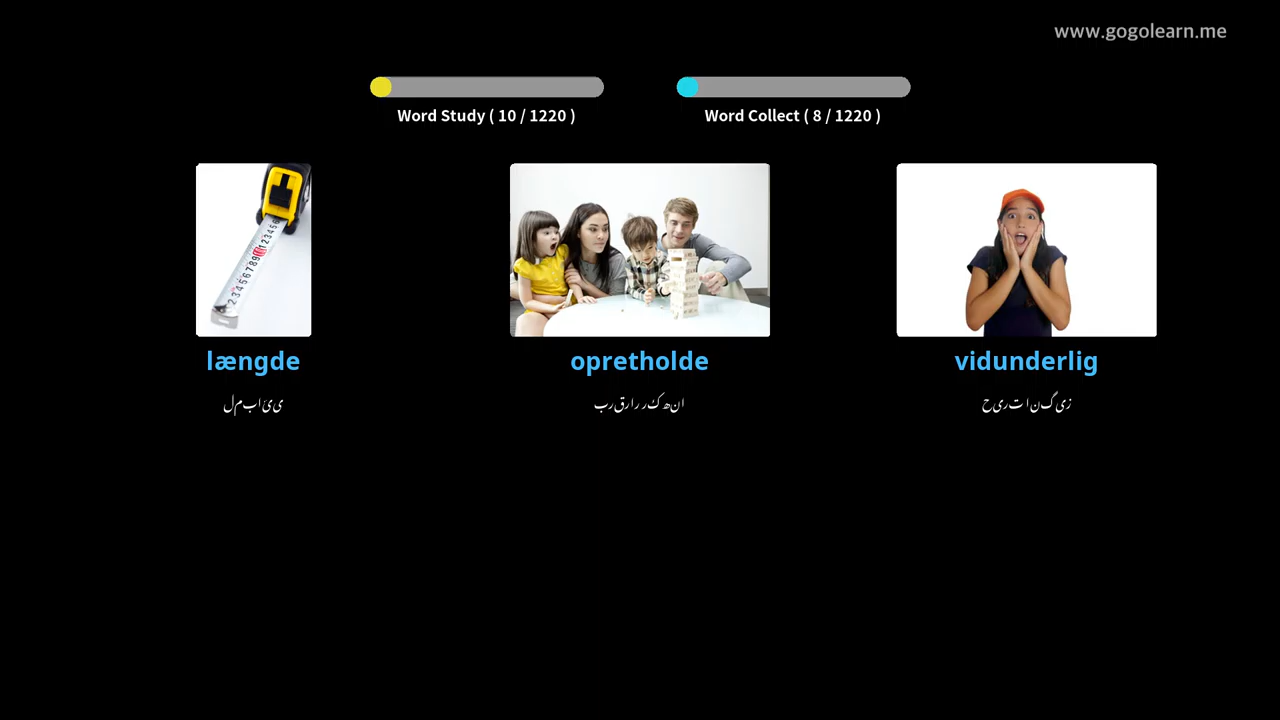 www.gogolearn.me
Word Study ( 10 / 1220 )
Word Collect ( 8 / 1220 )
længde
opretholde
vidunderlig
لمبائی
برقرار رکھنا
حیرت انگیز